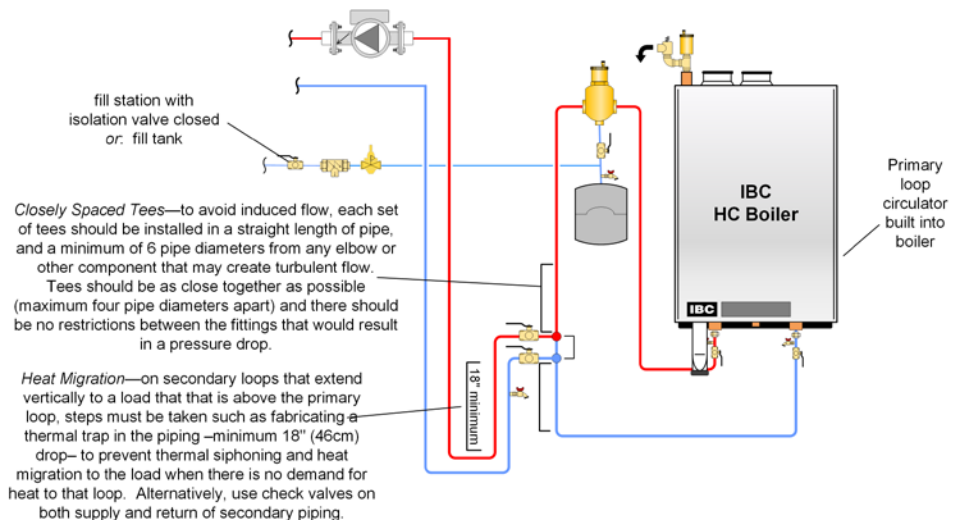 fill station with
isolation valve closed
or: fill tank
Closely Spaced Tees—to avoid induced flow, each set
of tees should be installed in a straight length of pipe,
and a minimum of 6 pipe diameters from any elbow or
other component that may create turbulent flow.
Tees should be as close together as possible
(maximum four pipe diameters apart) and there should
be no restrictions between the fittings that would result
in a pressure drop.
Heat Migration—on secondary loops that extend
vertically to a load that that is above the primary
loop, steps must be taken such as fabricating a
thermal trap in the piping –minimum 18" (46cm)
drop– to prevent thermal siphoning and heat
migration to the load when there is no demand for
heat to that loop. Alternatively, use check valves on
both supply and return of secondary piping.
18" minimum
IBC
HC Boiler
IBC
Primary
loop
circulator
built into
boiler